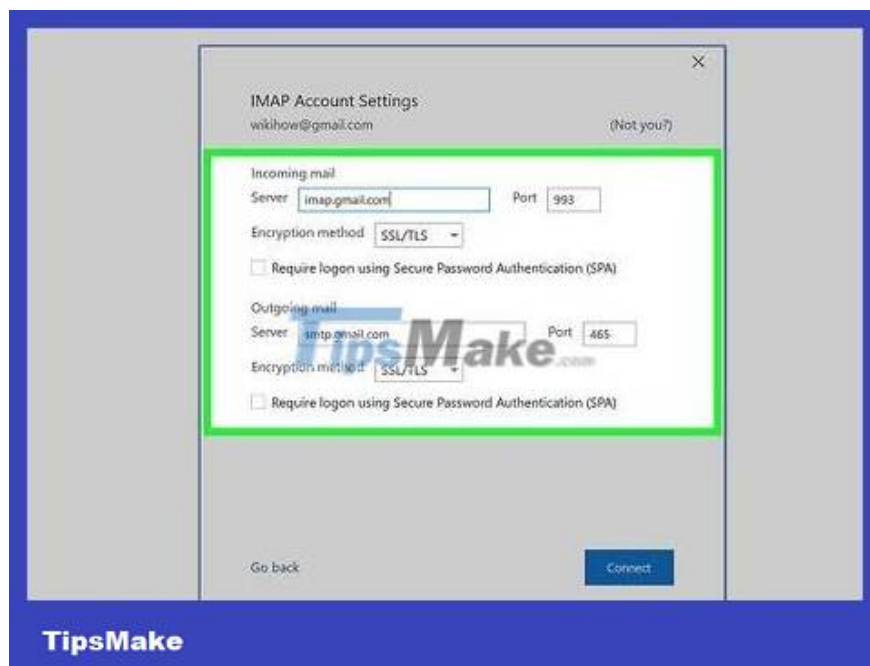 IMAP Account Settings
wikihow@gmail.com (Not you?)
Incoming mail
Server imap.gmail.com Port 993
Encryption method SSL/TLS
Require logon using Secure Password Authentication (SPA)
Outgoing mail
Server smtp.gmail.com Port 465
TipsMake.com
Encryption method SSL/TLS
Require logon using Secure Password Authentication (SPA)
Go back Connect
TipsMake